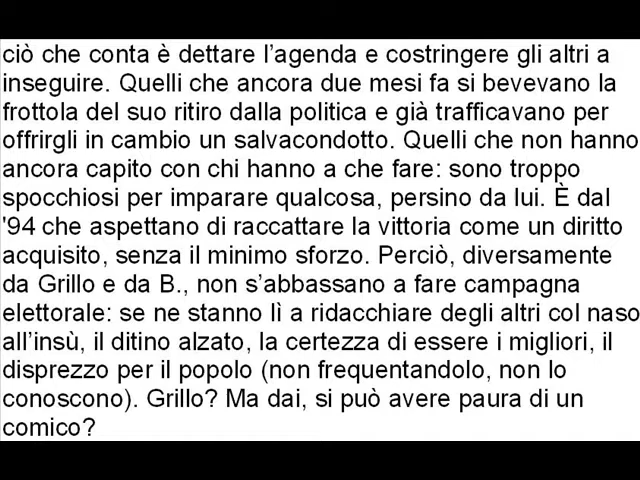 ciò che conta è dettare l’agenda e costringere gli altri a
inseguire. Quelli che ancora due mesi fa si bevevano la
frottola del suo ritiro dalla politica e già trafficavano per
offrirgli in cambio un salvacondotto. Quelli che non hanno
ancora capito con chi hanno a che fare: sono troppo
spocchiosi per imparare qualcosa, persino da lui. È dal
'94 che aspettano di raccattare la vittoria come un diritto
acquisito, senza il minimo sforzo. Perciò, diversamente
da Grillo e da B., non s’abbassano a fare campagna
elettorale: se ne stanno lì a ridacchiare degli altri col naso
all’insù, il ditino alzato, la certezza di essere i migliori, il
disprezzo per il popolo (non frequentandolo, non lo
conoscono). Grillo? Ma dai, si può avere paura di un
comico?